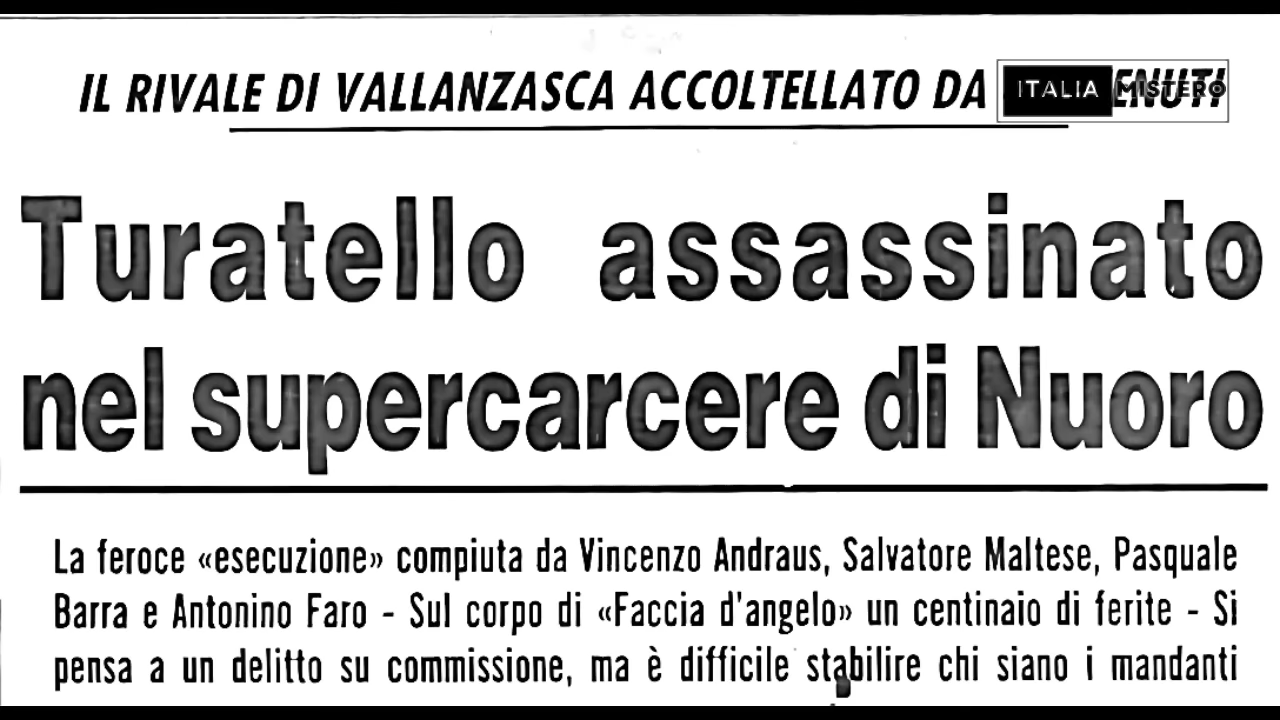 IL RIVALE DI VALLANZASCA ACCOLTELLATO DA ENUTI
ITALIA MISTERO
Turatello assassinato
nel supercarcere di Nuoro
La feroce «esecuzione» compiuta da Vincenzo Andraus, Salvatore Maltese, Pasquale
Barra e Antonino Faro - Sul corpo di «Faccia d'angelo» un centinaio di ferite - Si
pensa a un delitto su commissione, ma è difficile stabilire chi siano i mandanti